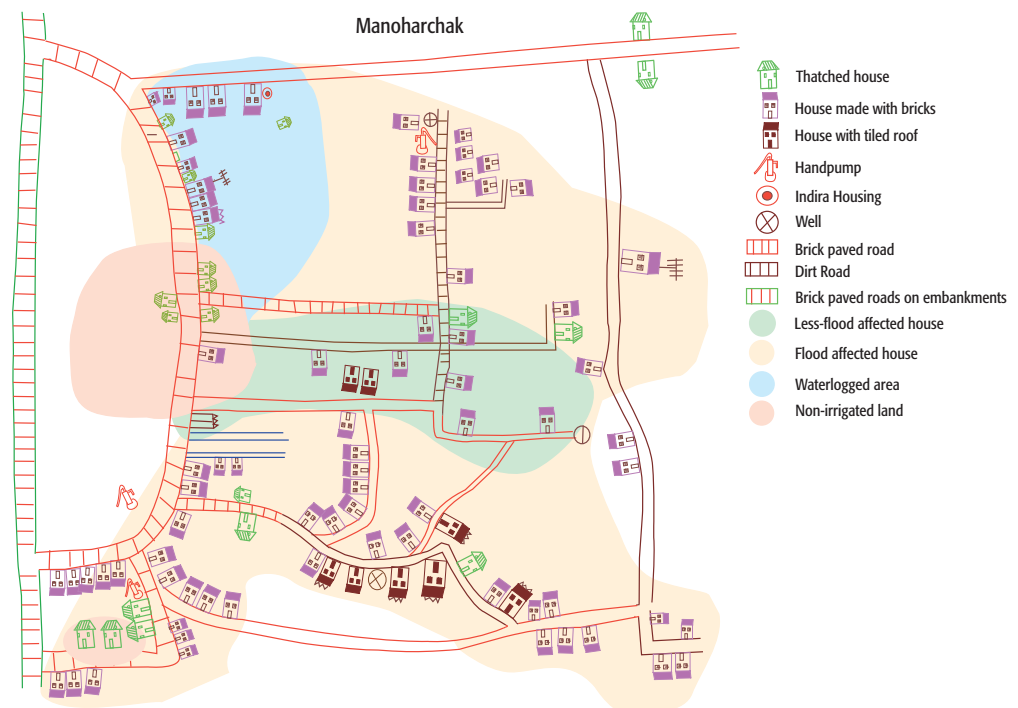 Manoharchak
Thatched house
House made with bricks
House with tiled roof
Handpump
Indira Housing
Well
Brick paved road
Dirt Road
Brick paved roads on embankments
Less-flood affected house
Flood affected house
Waterlogged area
Non-irrigated land